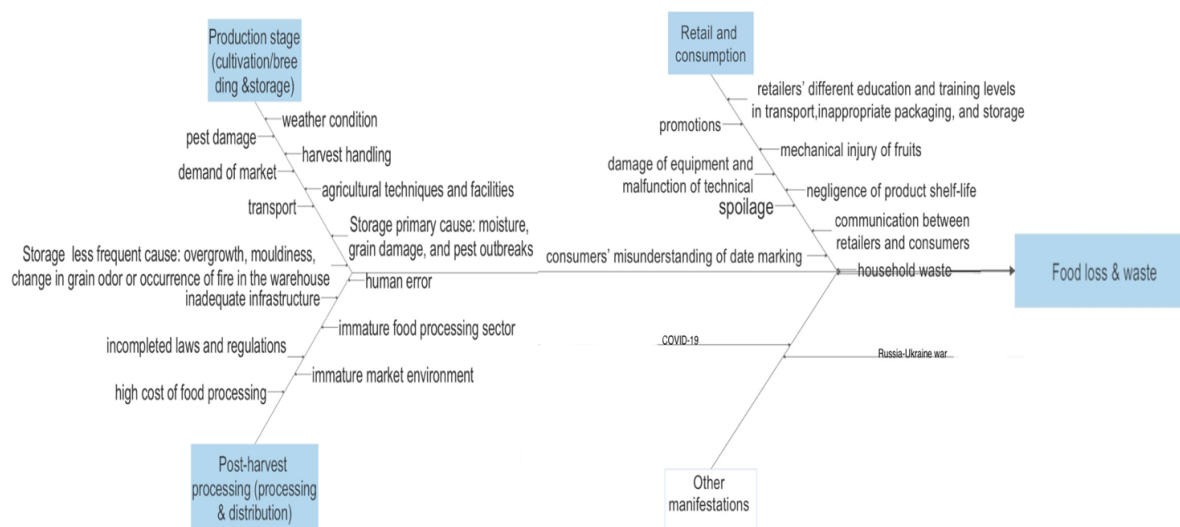 Production stage
(cultivation/bree
ding &storage)
weather condition
pest damage
harvest handling
demand of market
agricultural techniques and facilities
transport
Storage primary cause: moisture,
grain damage, and pest outbreaks
Storage less frequent cause: overgrowth, mouldiness,
change in grain odor or occurrence of fire in the warehouse
human error
inadequate infrastructure
immature food processing sector
incompleted laws and regulations
immature market environment
high cost of food processing
Post-harvest
processing (processing
& distribution)
Retail and
consumption
retailers' different education and training levels
in transport,inappropriate packaging, and storage
promotions
mechanical injury of fruits
damage of equipment and
malfunction of technical
negligence of product shelf-life
spoilage
communication between
retailers and consumers
consumers' misunderstanding of date marking
household waste
Food loss & waste
COVID-19
Russia-Ukraine war
Other
manifestations